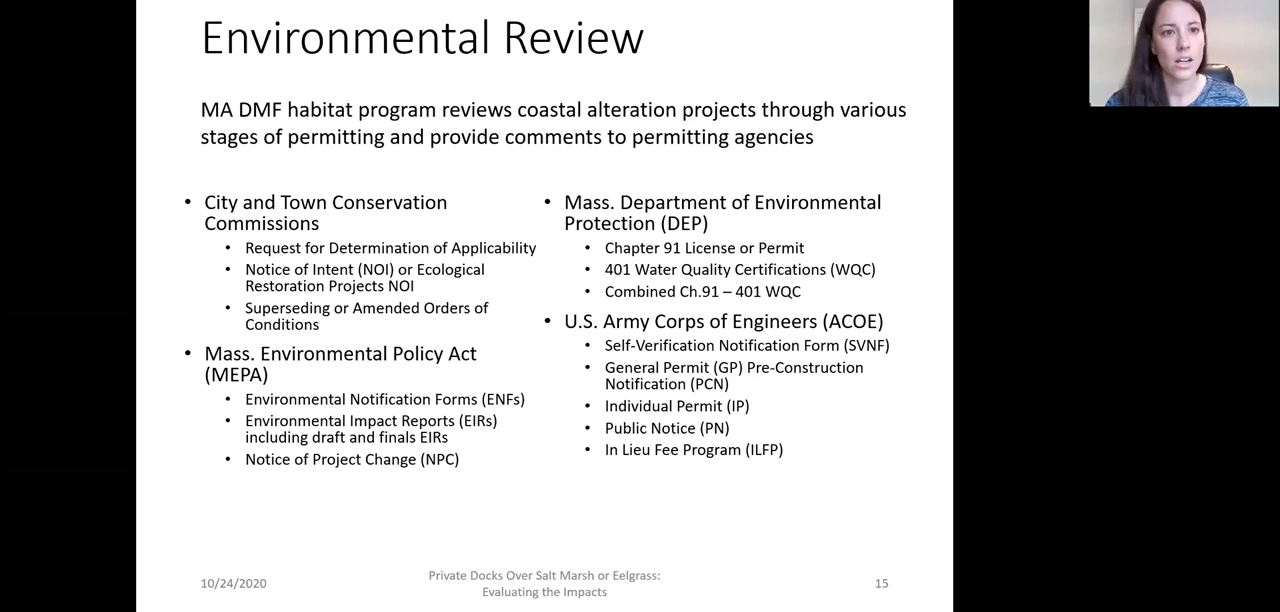 Environmental Review
MA DMF habitat program reviews coastal alteration projects through various
stages of permitting and provide comments to permitting agencies
• City and Town Conservation
Commissions
• Request for Determination of Applicability
• Notice of Intent (NOI) or Ecological
Restoration Projects NOI
• Superseding or Amended Orders of
Conditions
• Mass. Environmental Policy Act
(MEPA)
• Environmental Notification Forms (ENFs)
• Environmental Impact Reports (EIRs)
including draft and finals EIRs
• Notice of Project Change (NPC)
• Mass. Department of Environmental
Protection (DEP)
• Chapter 91 License or Permit
• 401 Water Quality Certifications (WQC)
• Combined Ch.91 – 401 WQC
• U.S. Army Corps of Engineers (ACOE)
• Self-Verification Notification Form (SVNF)
• General Permit (GP) Pre-Construction
Notification (PCN)
• Individual Permit (IP)
• Public Notice (PN)
• In Lieu Fee Program (ILFP)
10/24/2020
Private Docks Over Salt Marsh or Eelgrass:
Evaluating the Impacts
15